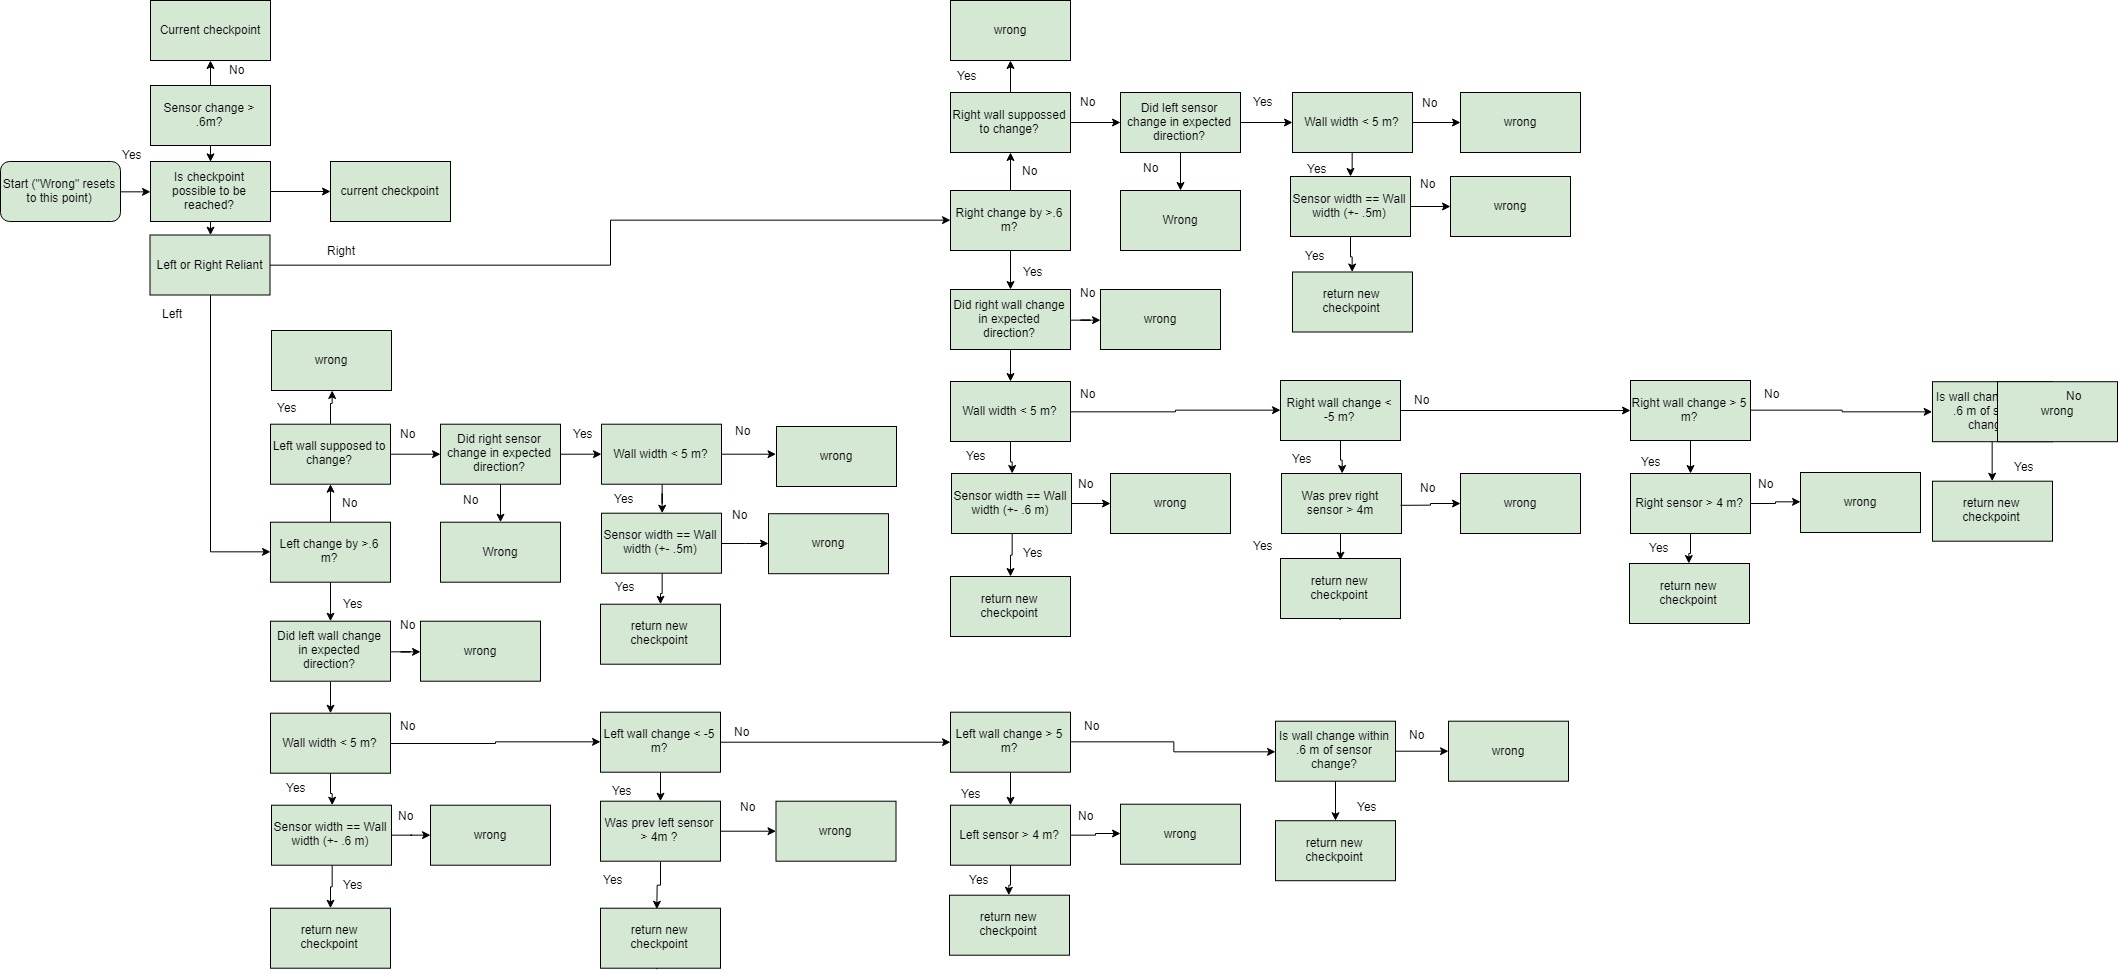 Current checkpoint
No
Sensor change >
.6m?
Yes
Start ("Wrong" resets
to this point)
Is checkpoint
possible to be
reached?
current checkpoint
Left or Right Reliant
Right
Left
wrong
Yes
Right wall suppossed
to change?
No
Did left sensor
change in expected
direction?
Yes
Wall width < 5 m?
No
wrong
No
Yes
Sensor width == Wall
width (+- .5m)
No
wrong
No
Wrong
Right change by >.6
m?
Yes
return new
checkpoint
Yes
Did right wall change
in expected
direction?
No
wrong
Wall width < 5 m?
No
Right wall change <
-5 m?
No
Right wall change > 5
m?
No
Is wall
.6 m of
No
wrong
Yes
Sensor width == Wall
width (+- .6 m)
No
wrong
Yes
Was prev right
sensor > 4m
No
wrong
Yes
Right sensor > 4 m?
No
wrong
Yes
return new
checkpoint
Yes
return new
checkpoint
Yes
return new
checkpoint
Yes
return new
checkpoint
wrong
Yes
Left wall supposed to
change?
No
Did right sensor
change in expected
direction?
Yes
Wall width < 5 m?
No
wrong
No
No
Wrong
Yes
Sensor width == Wall
width (+- .5m)
No
wrong
Left change by >.6
m?
Yes
return new
checkpoint
Yes
Did left wall change
in expected
direction?
No
wrong
Wall width < 5 m?
No
Left wall change < -5
m?
No
Left wall change > 5
m?
No
Is wall change within
.6 m of sensor
change?
No
wrong
Yes
Sensor width == Wall
width (+- .6 m)
No
wrong
Yes
Was prev left sensor
> 4m ?
No
wrong
Yes
Left sensor > 4 m?
No
wrong
Yes
return new
checkpoint
Yes
return new
checkpoint
Yes
return new
checkpoint
Yes
return new
checkpoint